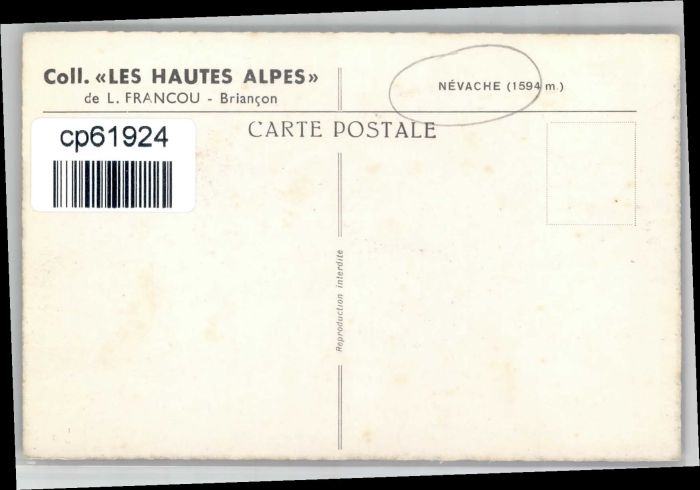 Coll. «LES HAUTES ALPES»
de L. FRANCOU - Briançon
NÉVACHE (1594 m.)
CARTE POSTALE
cp61924
Reproduction interdite